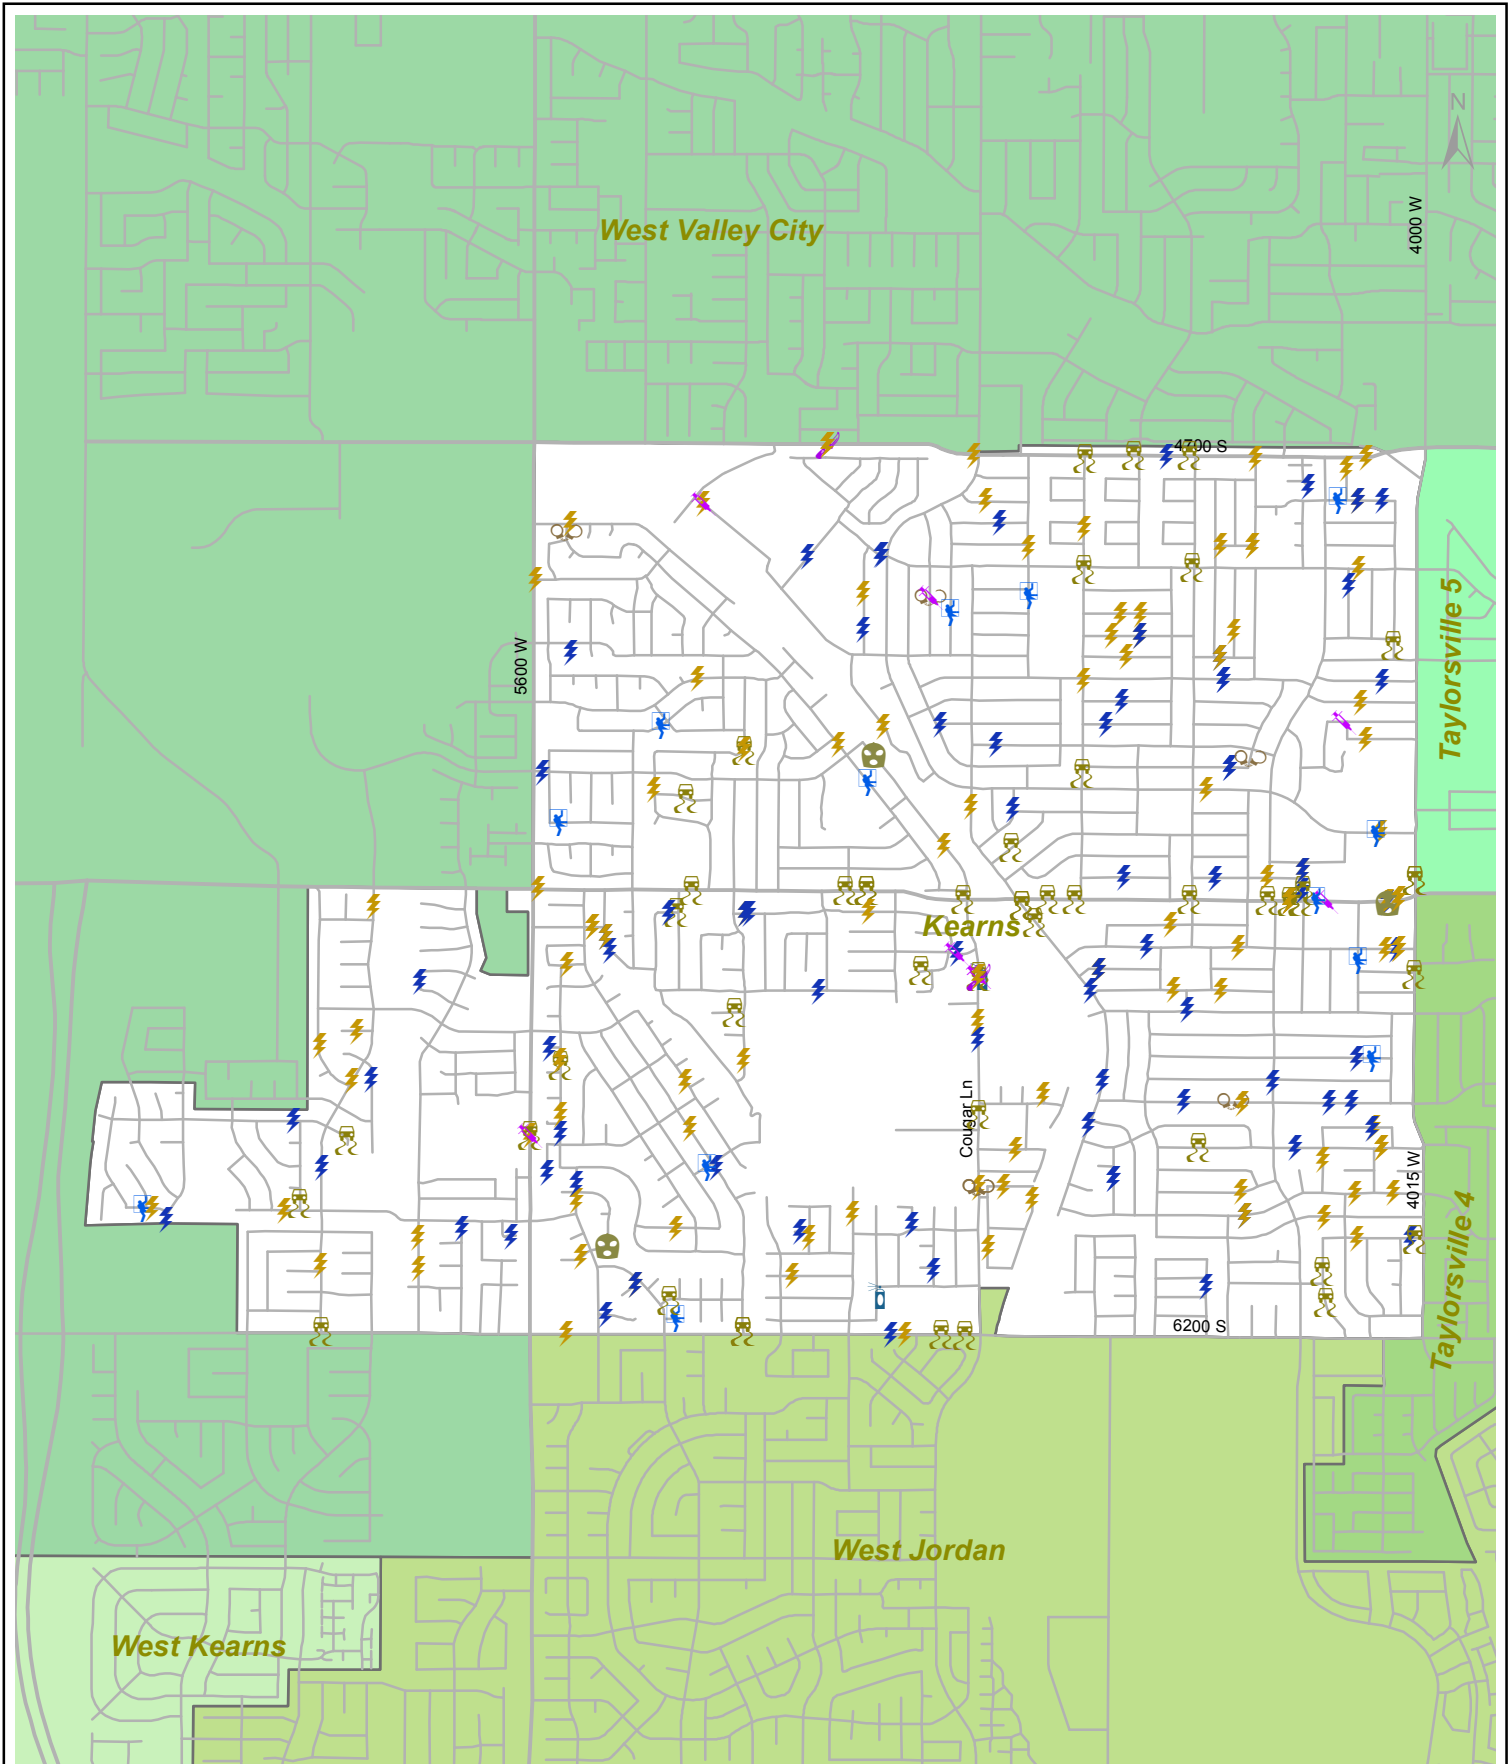 N
4000 W
West Valley City
4700 S
Taylorsville 5
5600 W
Kearns
Cougar Ln
4015 W
Taylorsville 4
6200 S
West Jordan
West Kearns